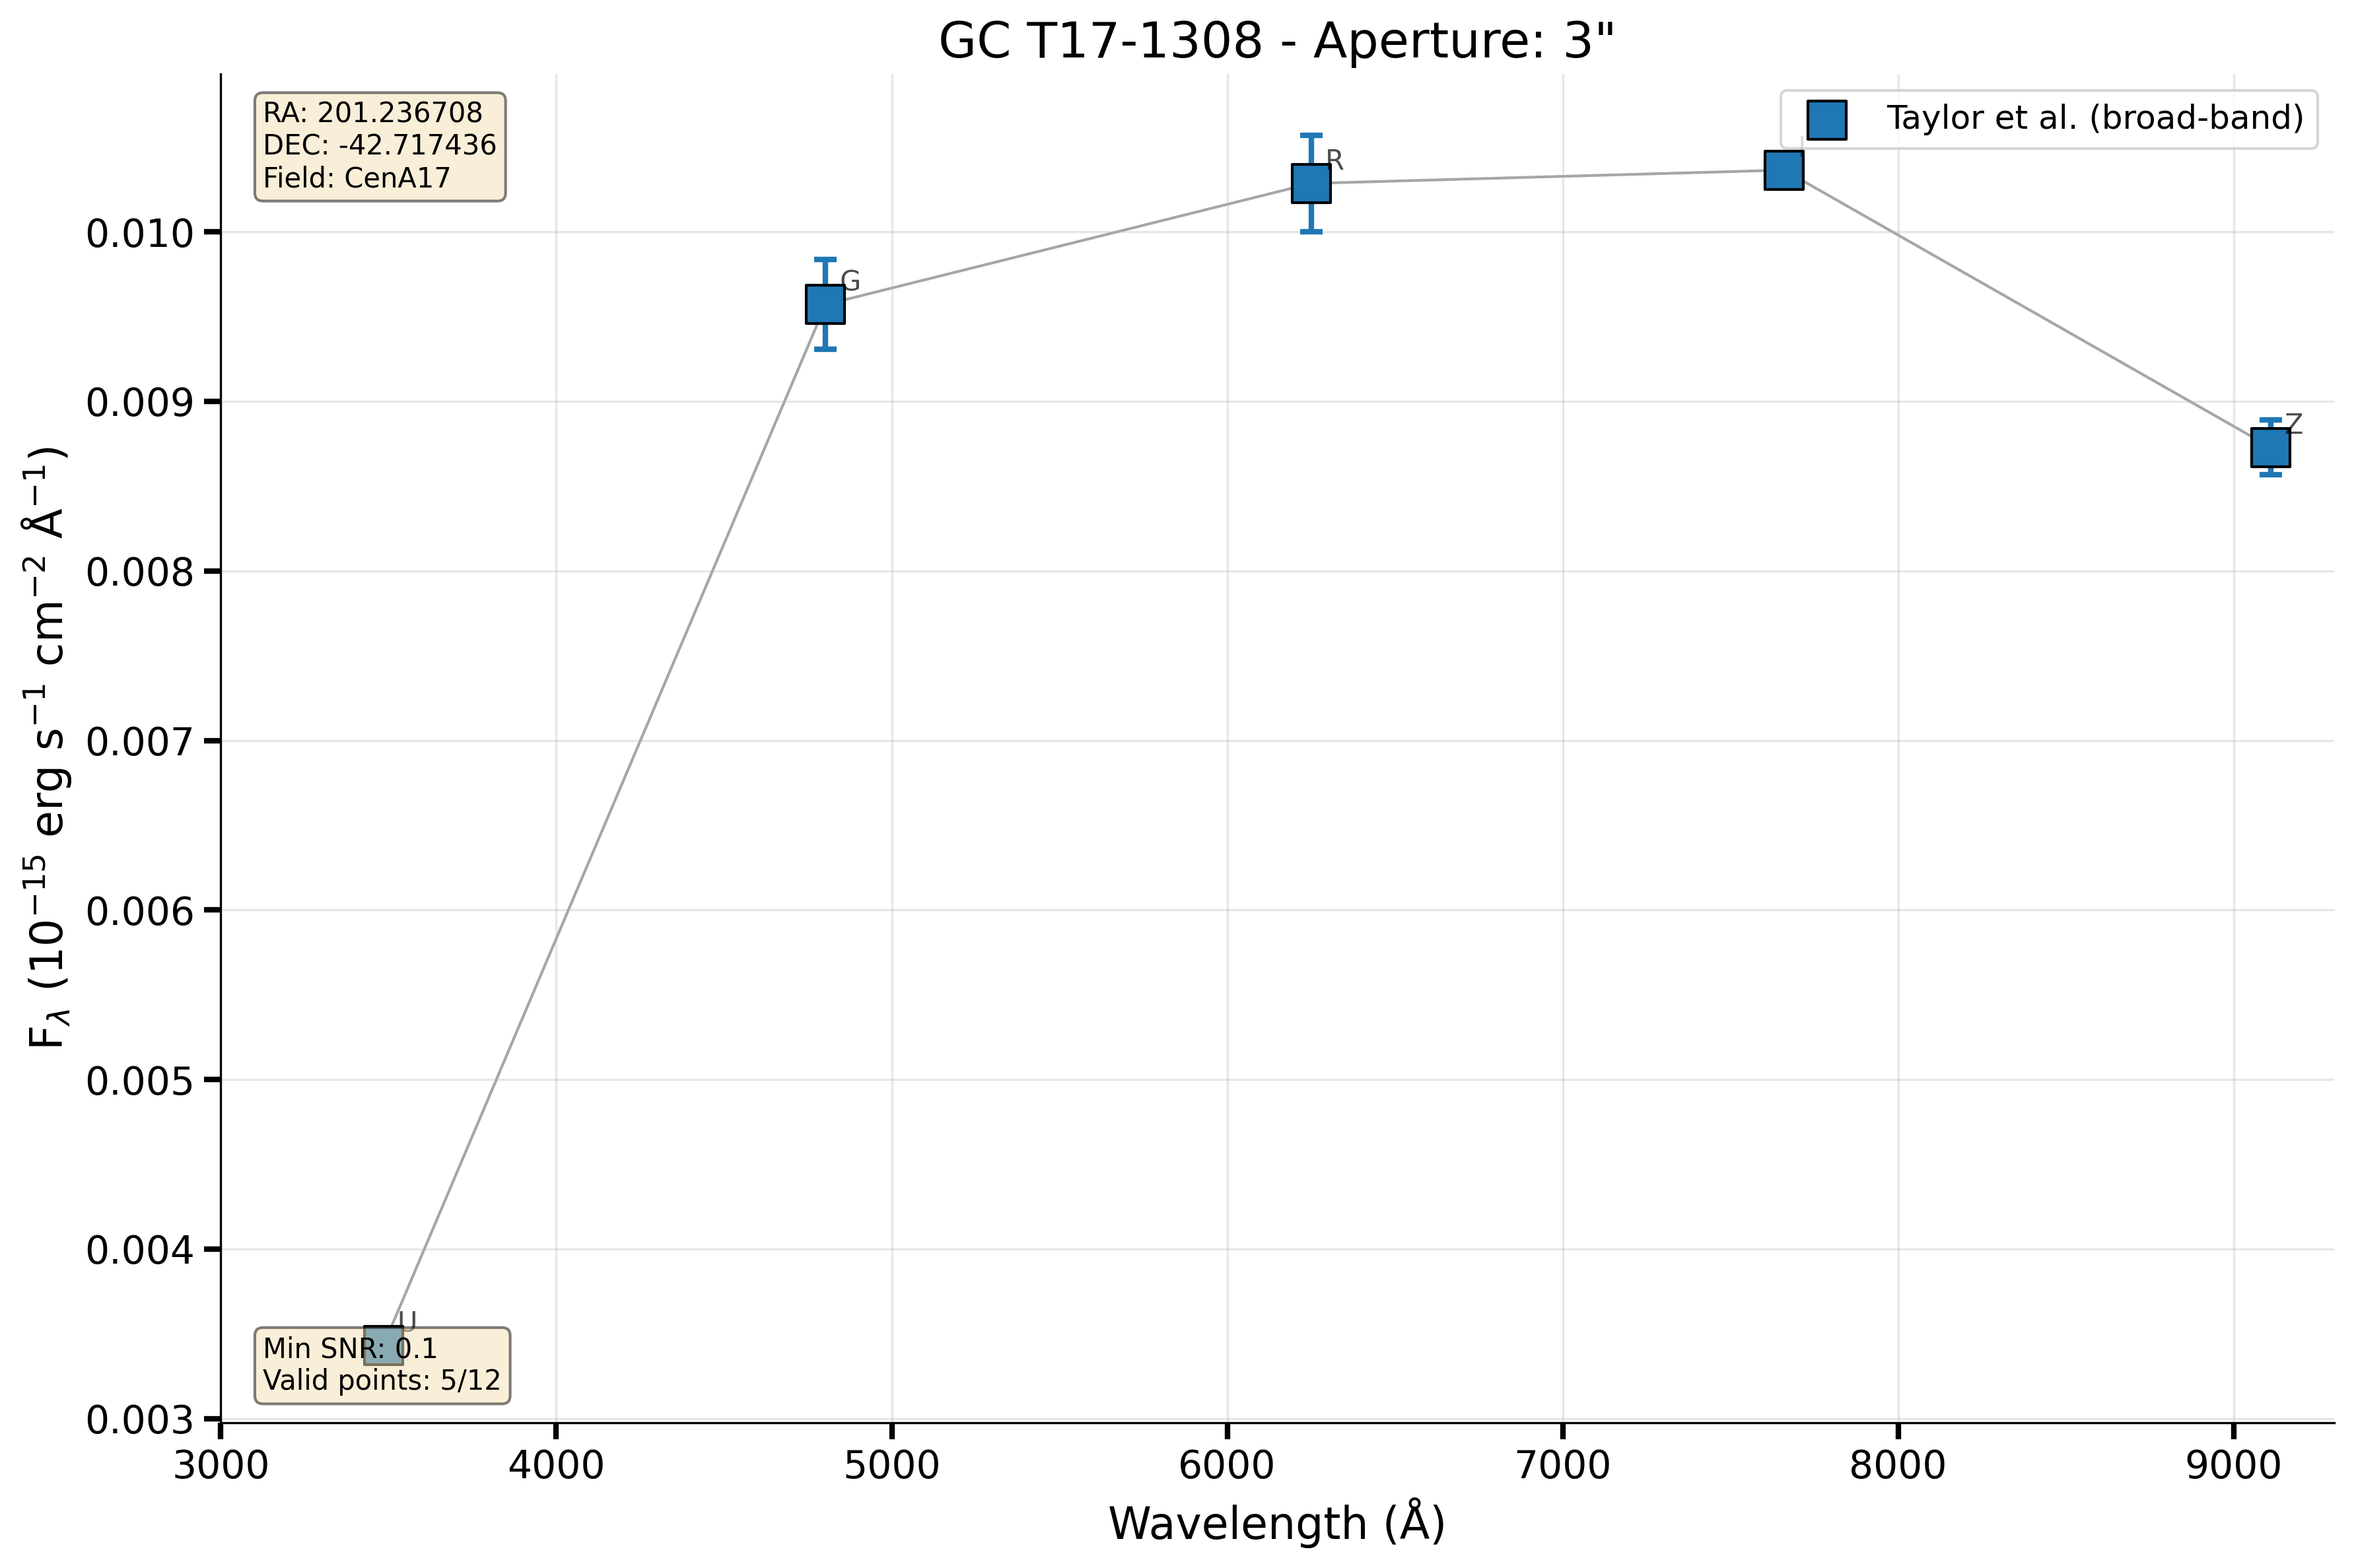 GC T17-1308 - Aperture: 3"
RA: 201.236708
DEC: -42.717436
Field: CenA17
Taylor et al. (broad-band)
R
G
Z
U
Min SNR: 0.1
Valid points: 5/12
F_λ (10⁻¹⁵ erg s⁻¹ cm⁻² Å⁻¹)
0.010
0.009
0.008
0.007
0.006
0.005
0.004
0.003
3000 4000 5000 6000 7000 8000 9000
Wavelength (Å)